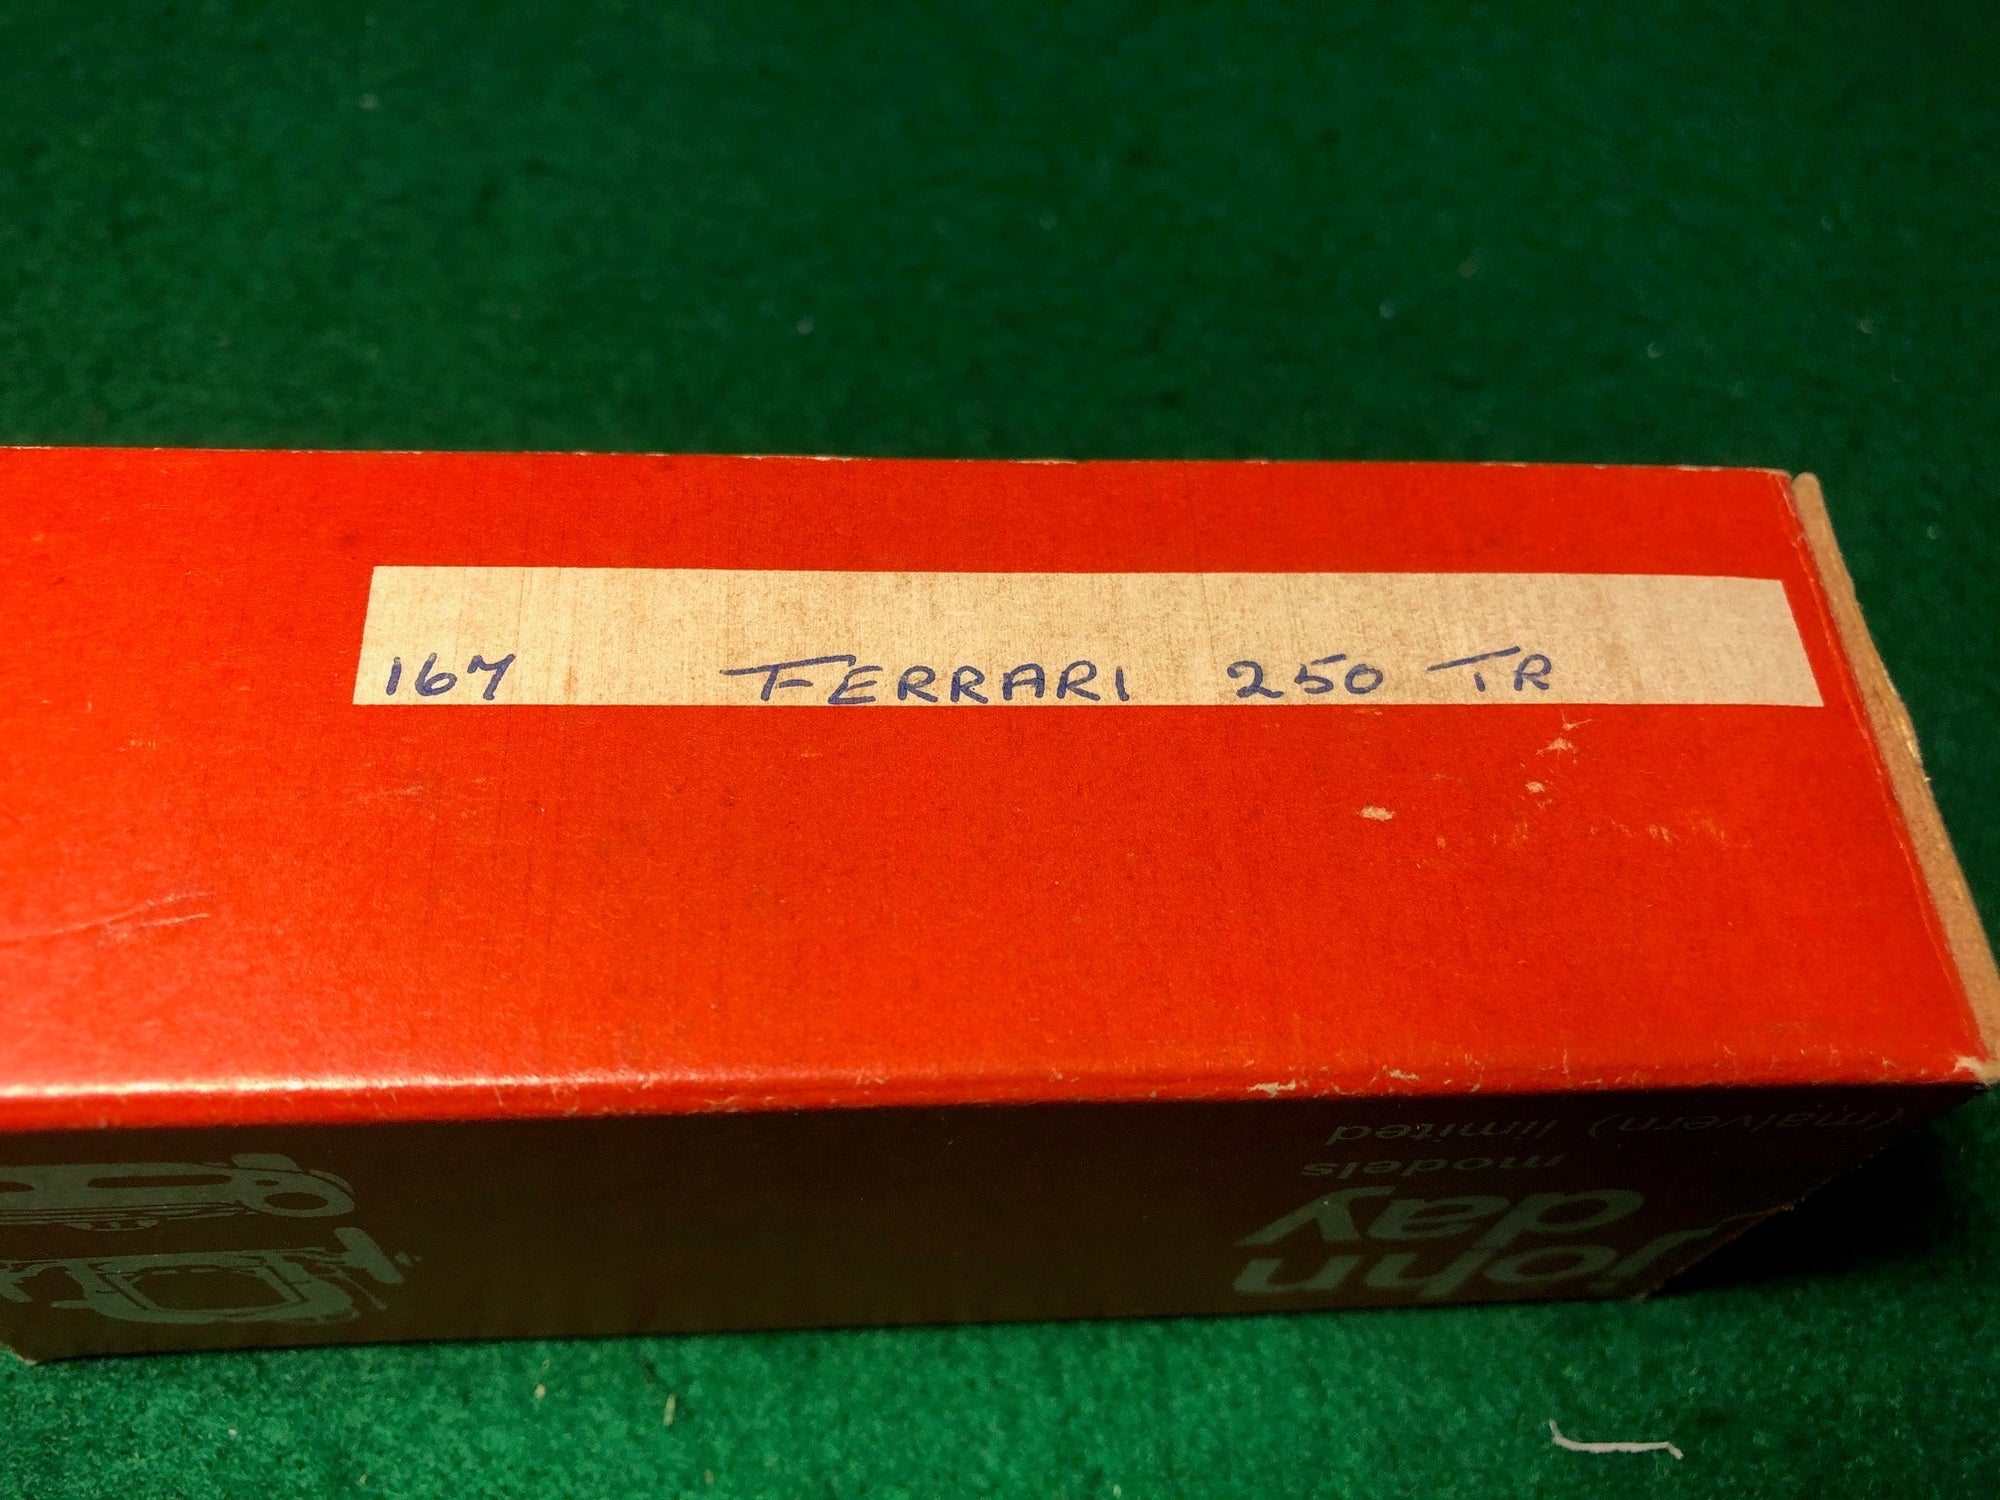 167 FERRARI 250 TR
john
day
models
(malvern) limited